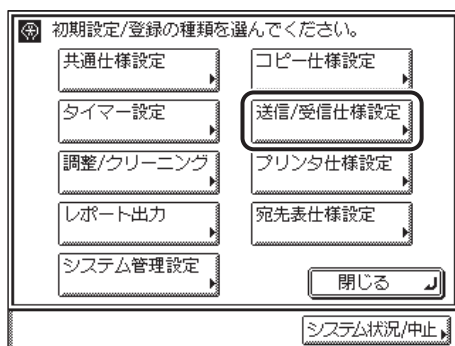 初期設定/登録の種類を選んでください。
共通仕様設定
コピー仕様設定
タイマー設定
送信/受信仕様設定
調整/クリーニング
プリンタ仕様設定
レポート出力
宛先表仕様設定
システム管理設定
閉じる
システム状況/中止